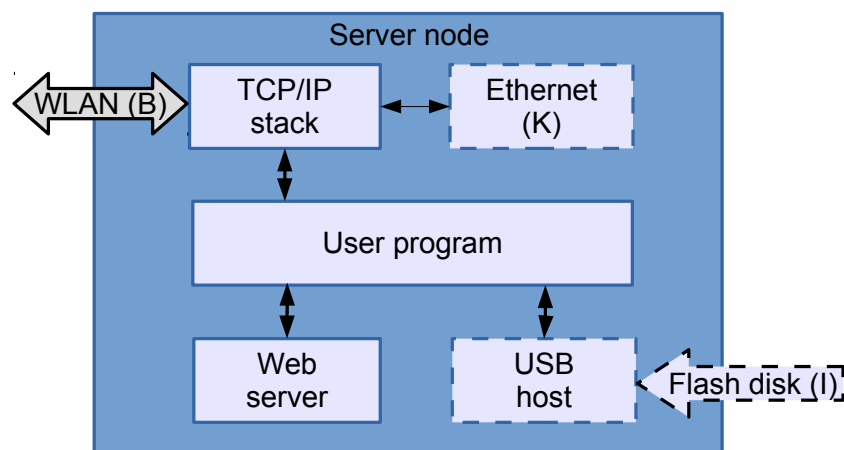 Server node
WLAN (B)
TCP/IP
stack
Ethernet
(K)
User program
Web
server
USB
host
Flash disk (I)